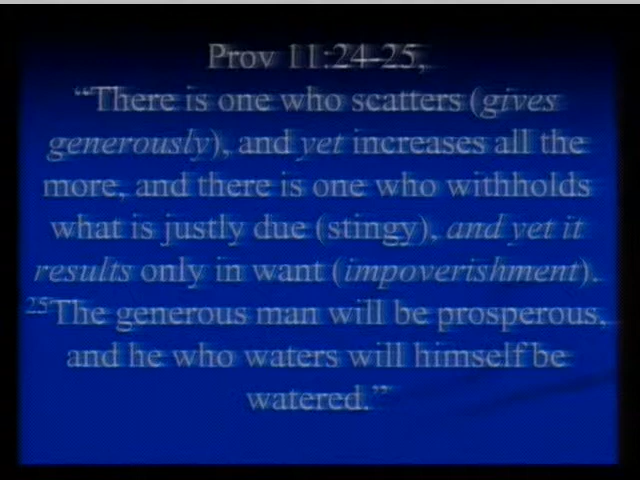 Prov 11:24-25,
“There is one who scatters (gives
generously), and yet increases all the
more, and there is one who withholds
what is justly due (stingy), and yet it
results only in want (impoverishment).
25The generous man will be prosperous,
and he who waters will himself be
watered.”